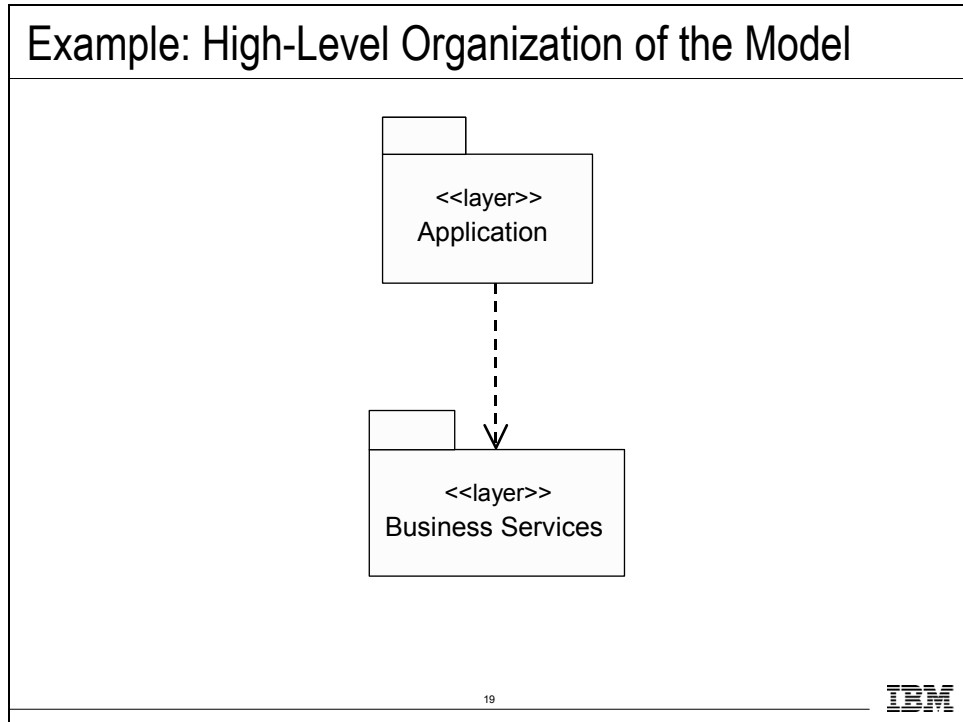 Example: High-Level Organization of the Model
<<layer>>
Application
<<layer>>
Business Services
19
IBM